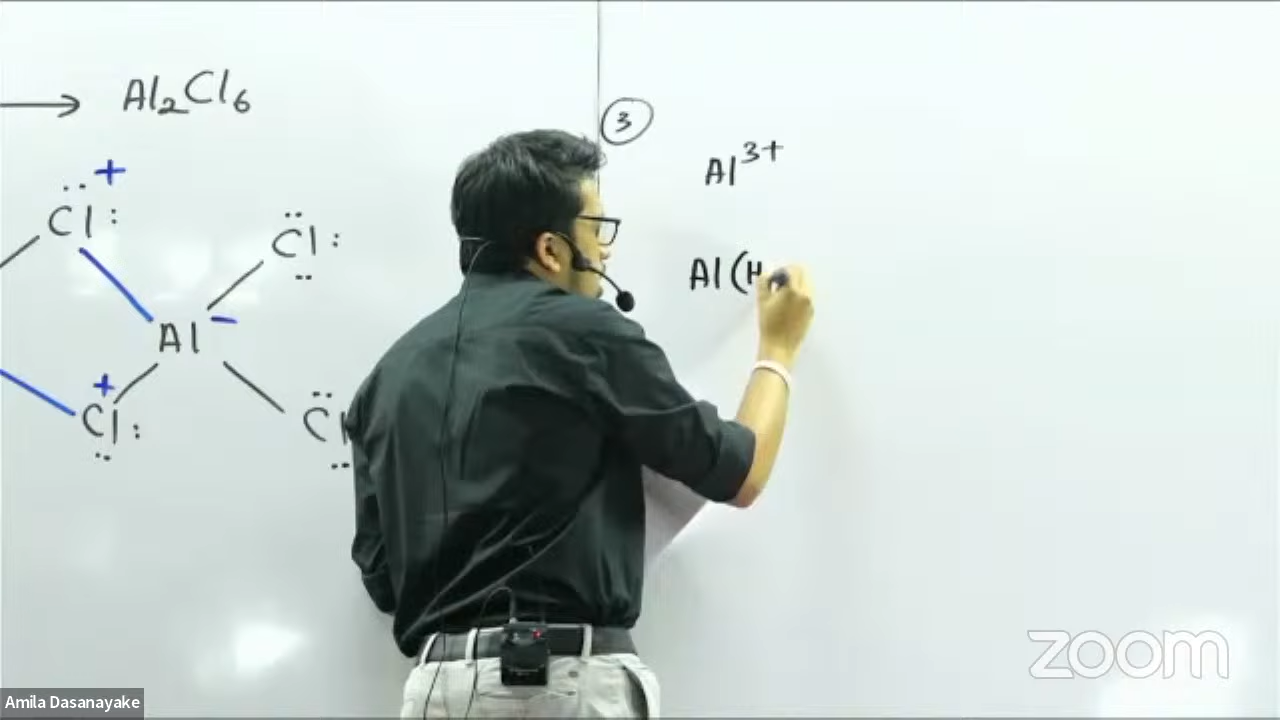 Al₂Cl₆
Cl
+
Cl
Al
−
Cl
+
Cl
3
Al³⁺
Al(H
zoom
Amila Dasanayake